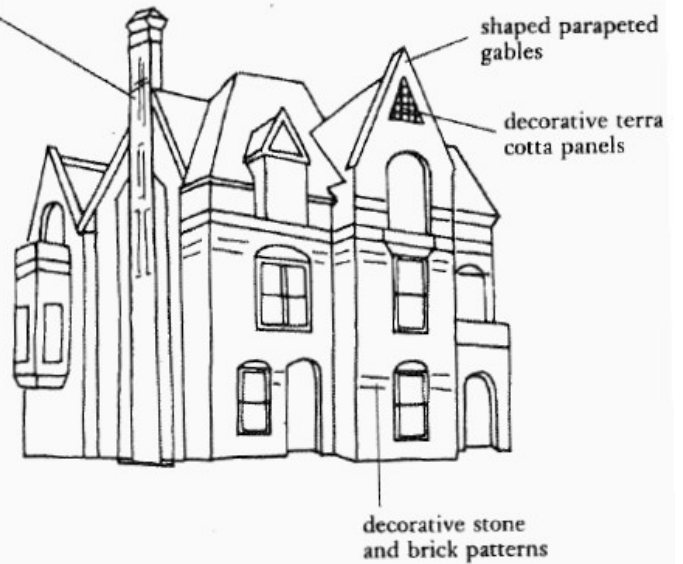 shaped parapeted
gables
decorative terra
cotta panels
decorative stone
and brick patterns